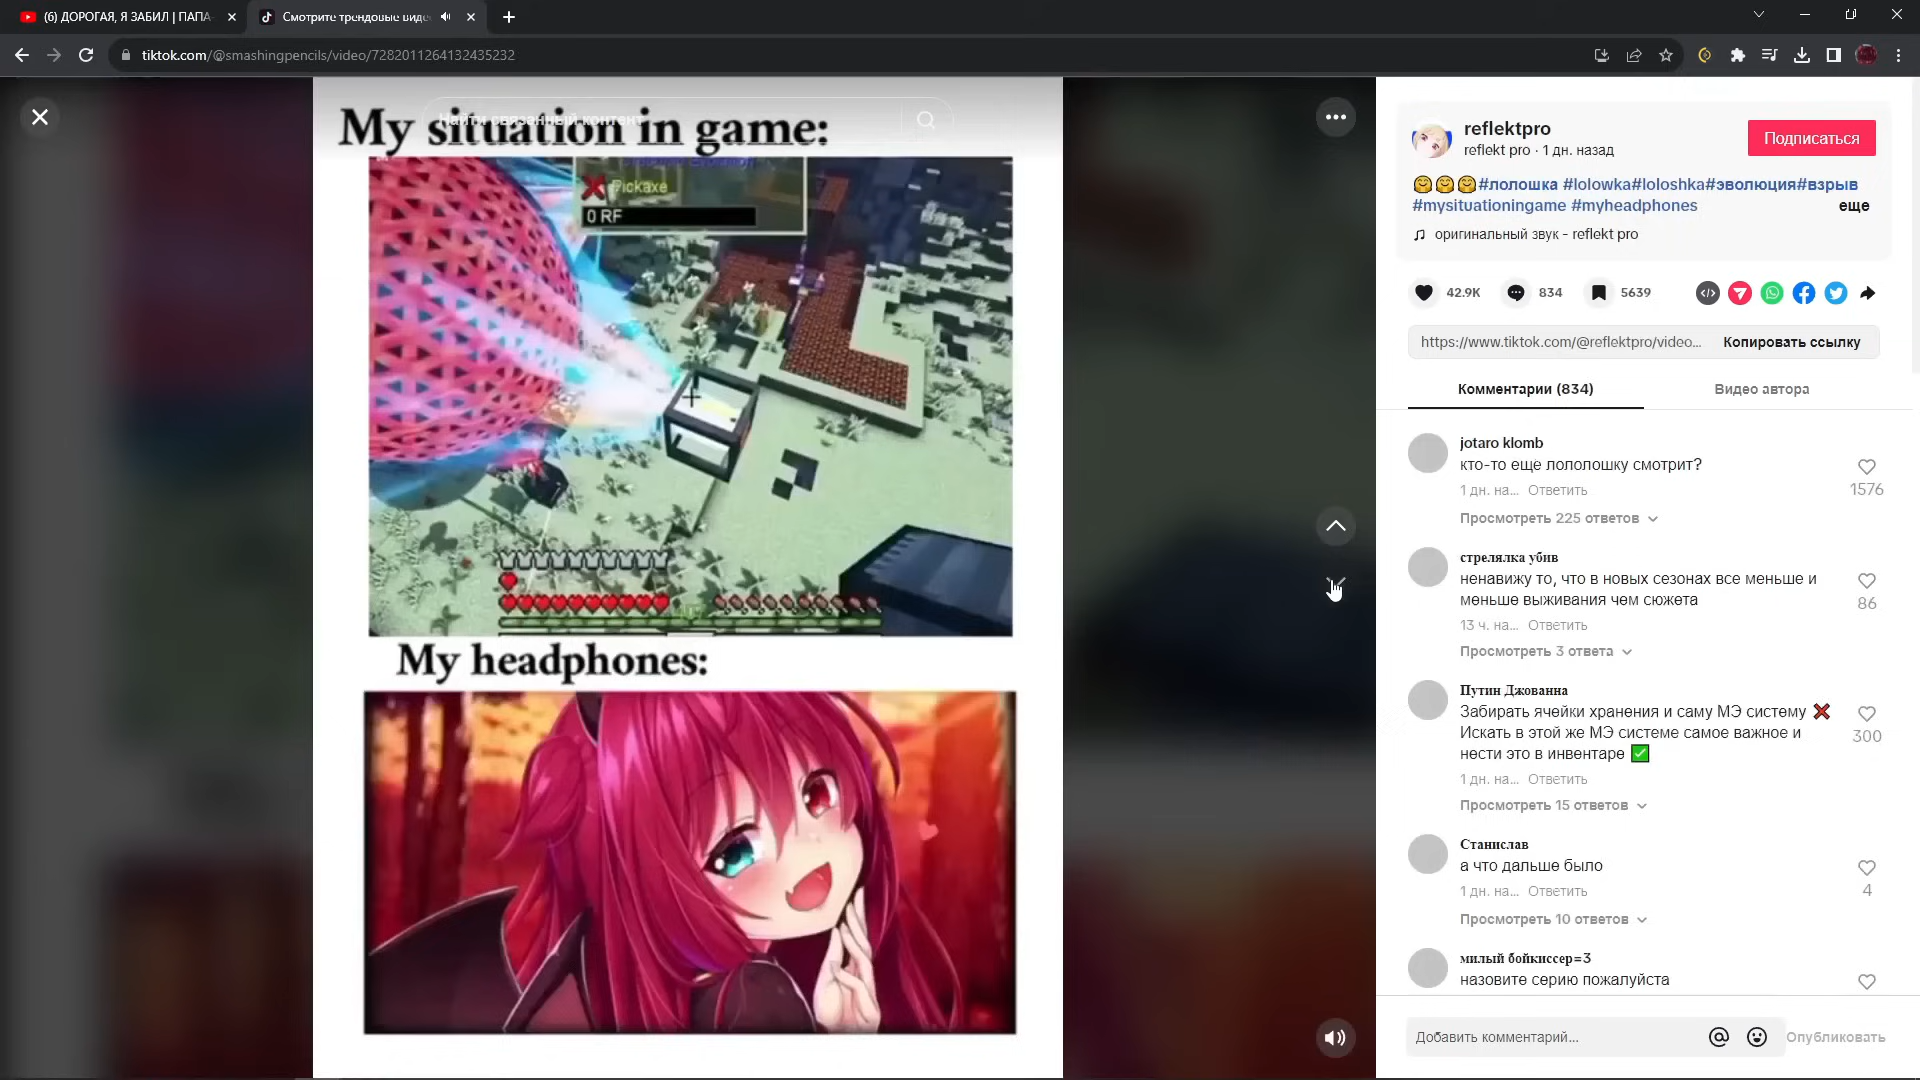 (6) ДОРОГАЯ, Я ЗАБИЛ | ПАПА-
Смотрите трендовые виде
tiktok.com/@smashingpencils/video/7282011264132435232
Найти связанный контент
My situation in game:
Pickaxe
0 RF
My headphones:
reflektpro
reflekt pro · 1 дн. назад
Подписаться
🤗🤗🤗#лолошка #lolowka#loloshka#эволюция#взрыв
#mysituationingame #myheadphones
еще
оригинальный звук - reflekt pro
42.9K
834
5639
https://www.tiktok.com/@reflektpro/video...
Копировать ссылку
Комментарии (834)
Видео автора
jotaro klomb
кто-то еще лололошку смотрит?
1 дн. на... Ответить
1576
Просмотреть 225 ответов
стрелялка убив
ненавижу то, что в новых сезонах все меньше и
меньше выживания чем сюжета
86
13 ч. на... Ответить
Просмотреть 3 ответа
Путин Джованна
Забирать ячейки хранения и саму МЭ систему ❌
Искать в этой же МЭ системе самое важное и
нести это в инвентаре ✅
300
1 дн. на... Ответить
Просмотреть 15 ответов
Станислав
а что дальше было
1 дн. на... Ответить
4
Просмотреть 10 ответов
милый бойкиссер=3
назовите серию пожалуйста
Добавить комментарий...
Опубликовать